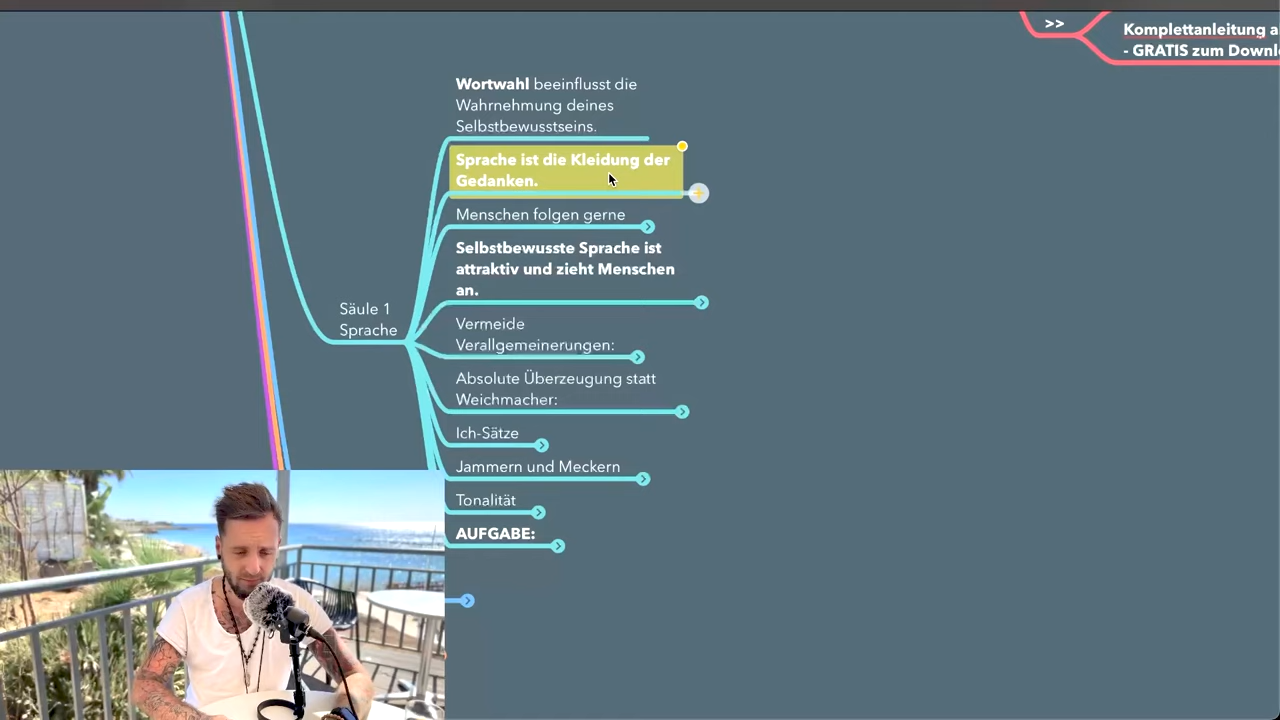 >>
Komplettanleitung a
- GRATIS zum Downl
Wortwahl beeinflusst die
Wahrnehmung deines
Selbstbewusstseins.
Sprache ist die Kleidung der
Gedanken.
Menschen folgen gerne
Selbstbewusste Sprache ist
attraktiv und zieht Menschen
an.
Säule 1
Sprache
Vermeide
Verallgemeinerungen:
Absolute Überzeugung statt
Weichmacher:
Ich-Sätze
Jammern und Meckern
Tonalität
AUFGABE: